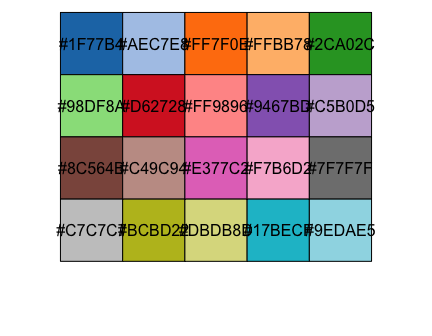 #1F77B4 #AEC7E8 #FF7F0E #FFBB78 #2CA02C
#98DF8A #D62728 #FF9896 #9467BD #C5B0D5
#8C564B #C49C94 #E377C2 #F7B6D2 #7F7F7F
#C7C7C7 #BCBD22 #DBDB8D #17BECF #9EDAE5